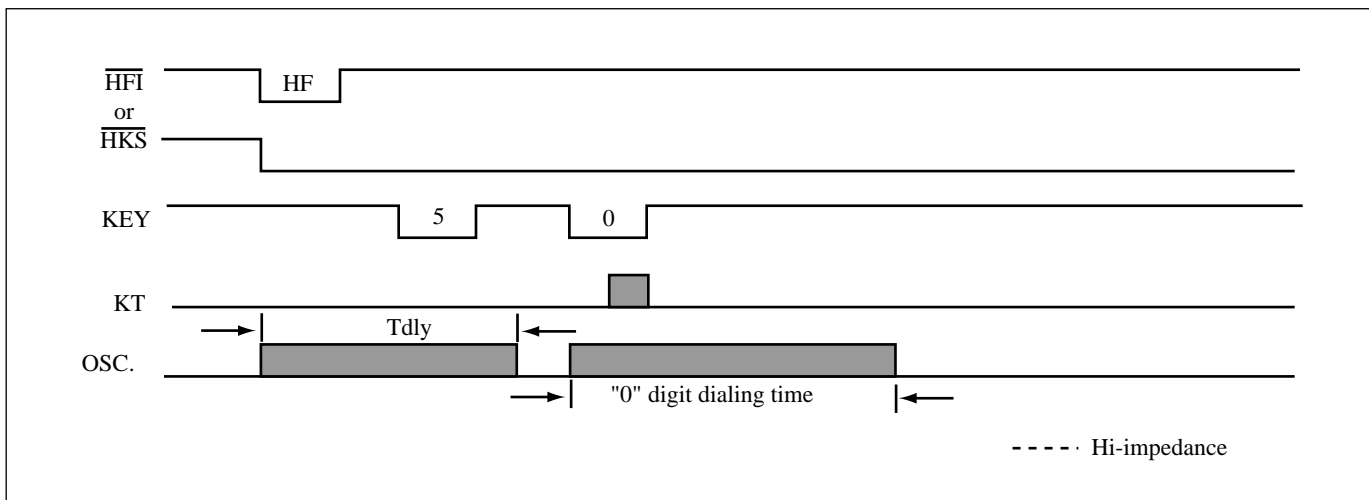 HFI
HF
or
HKS
KEY
5
0
KT
Tdly
OSC.
"0" digit dialing time
Hi-impedance